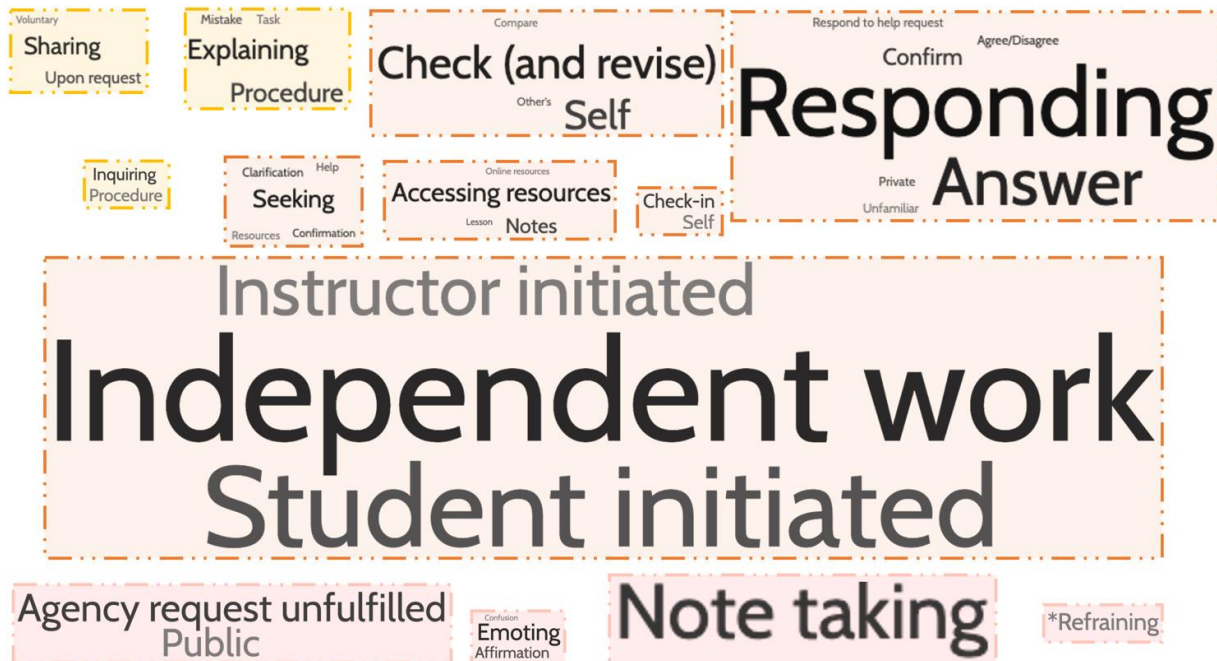 Voluntary
Sharing
Upon request
Mistake Task
Explaining
Procedure
Compare
Check (and revise)
Other's Self
Respond to help request
Agree/Disagree
Confirm
Responding
Private Answer
Unfamiliar
Inquiring
Procedure
Clarification Help
Seeking
Resources Confirmation
Online resources
Accessing resources
Lesson Notes
Check-in
Self
Instructor initiated
Independent work
Student initiated
Agency request unfulfilled
Public
Confusion
Emoting
Affirmation
Note taking
*Refraining